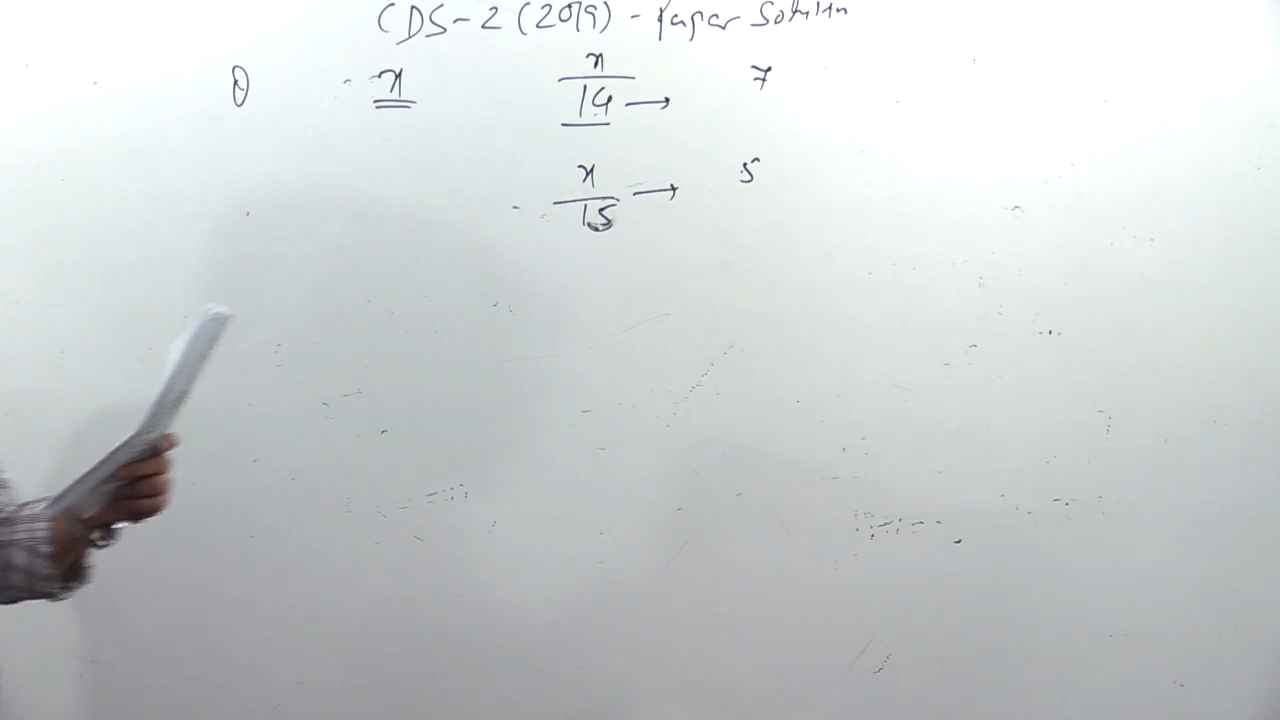 CDS-2 (2019) - Paper Solution
Q x x/14 → 7
x/15 → 5